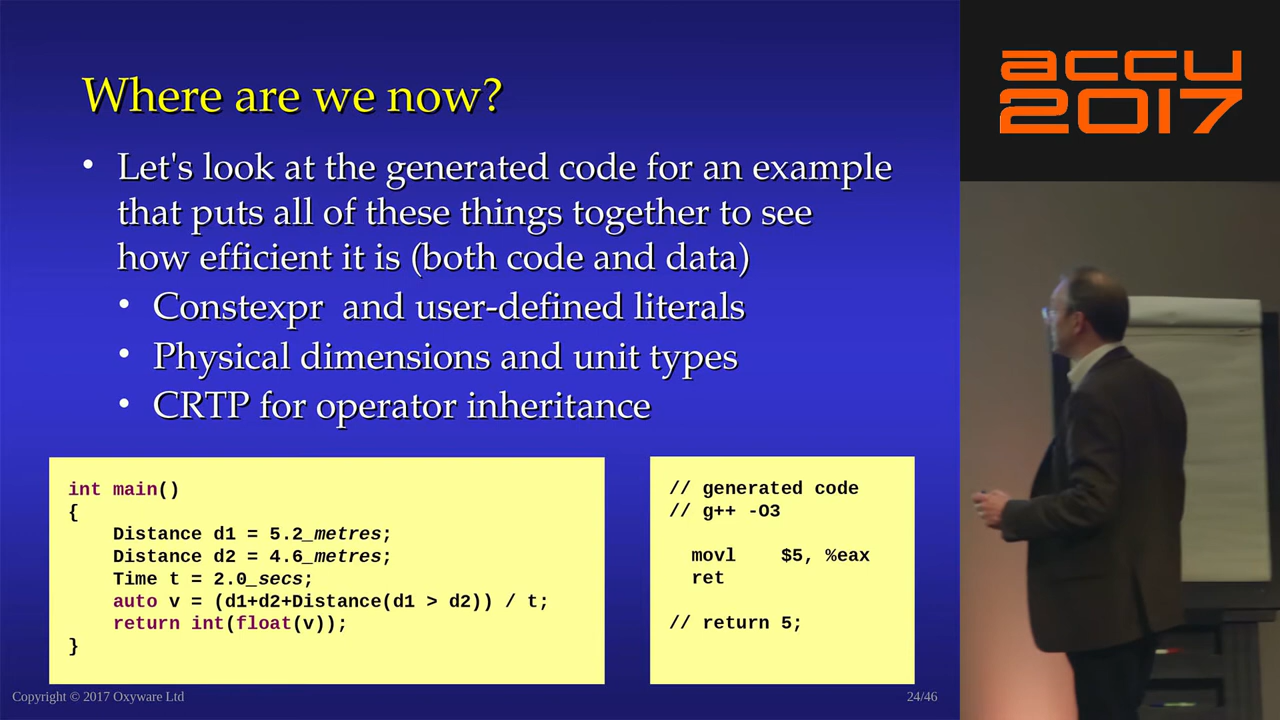 Where are we now?
• Let's look at the generated code for an example
that puts all of these things together to see
how efficient it is (both code and data)
• Constexpr  and user-defined literals
• Physical dimensions and unit types
• CRTP for operator inheritance
int main()
{
    Distance d1 = 5.2_metres;
    Distance d2 = 4.6_metres;
    Time t = 2.0_secs;
    auto v = (d1+d2+Distance(d1 > d2)) / t;
    return int(float(v));
}
// generated code
// g++ -O3
  movl    $5, %eax
  ret
// return 5;
Copyright © 2017 Oxyware Ltd
24/46
accu
2017